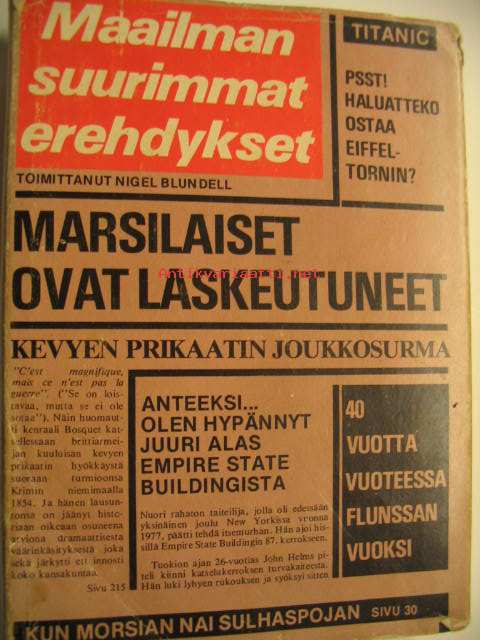 Maailman
suurimmat
erehdykset
TOIMITTANUT NIGEL BLUNDELL
TITANIC
PSST!
HALUATTEKO
OSTAA
EIFFEL-
TORNIN?
MARSILAISET
OVAT LASKEUTUNEET
Antikvariaatti.net
KEVYEN PRIKAATIN JOUKKOSURMA
"C'est magnifique,
mais ce n'est pas la
guerre". ("Se on lois-
tavaa, mutta se ei ole
sotaa"). Näin huomaut-
ti kenraali Bosquet kat-
sellessaan brittiarmei-
jan kuuluisan kevyen
prikaatin hyökkäystä
suoraan turmioonsa
Krimin niemimaalla
1854. Ja hänen lausun-
tonsa on jäänyt histo-
riaan oikeaan osuneena
arviona dramaattisesta
väärinkäsityksestä joka
sekä järkytti että innosti
koko kansakuntaa.
Sivu 215
ANTEEKSI...
OLEN HYPÄNNYT
JUURI ALAS
EMPIRE STATE
BUILDINGISTA
Nuori rahaton taiteilija, jolla oli edessään
yksinäinen joulu New Yorkissa vuonna
1977, päätti tehdä itsemurhan. Hän ajoi his-
sillä Empire State Buildingin 87. kerrokseen.
Tuokion ajan 26-vuotias John Helms pi-
teli kiinni katselukerroksen turvakaiteesta.
Hän luki lyhyen rukouksen ja syöksyi sitten
40
VUOTTA
VUOTEESSA
FLUNSSAN
VUOKSI
KUN MORSIAN NAI SULHASPOJAN SIVU 30